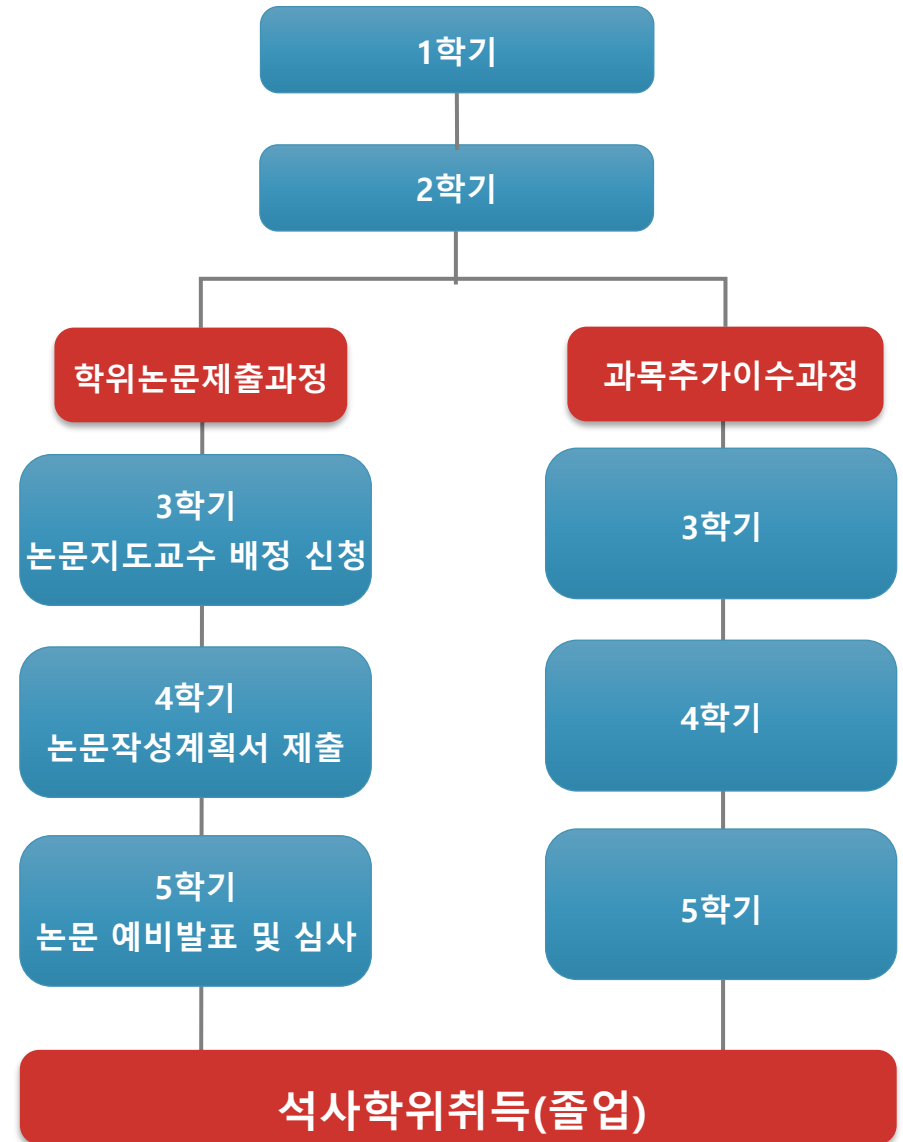 1학기
2학기
학위논문제출과정
과목추가이수과정
3학기
논문지도교수 배정 신청
3학기
4학기
논문작성계획서 제출
4학기
5학기
논문 예비발표 및 심사
5학기
석사학위취득(졸업)